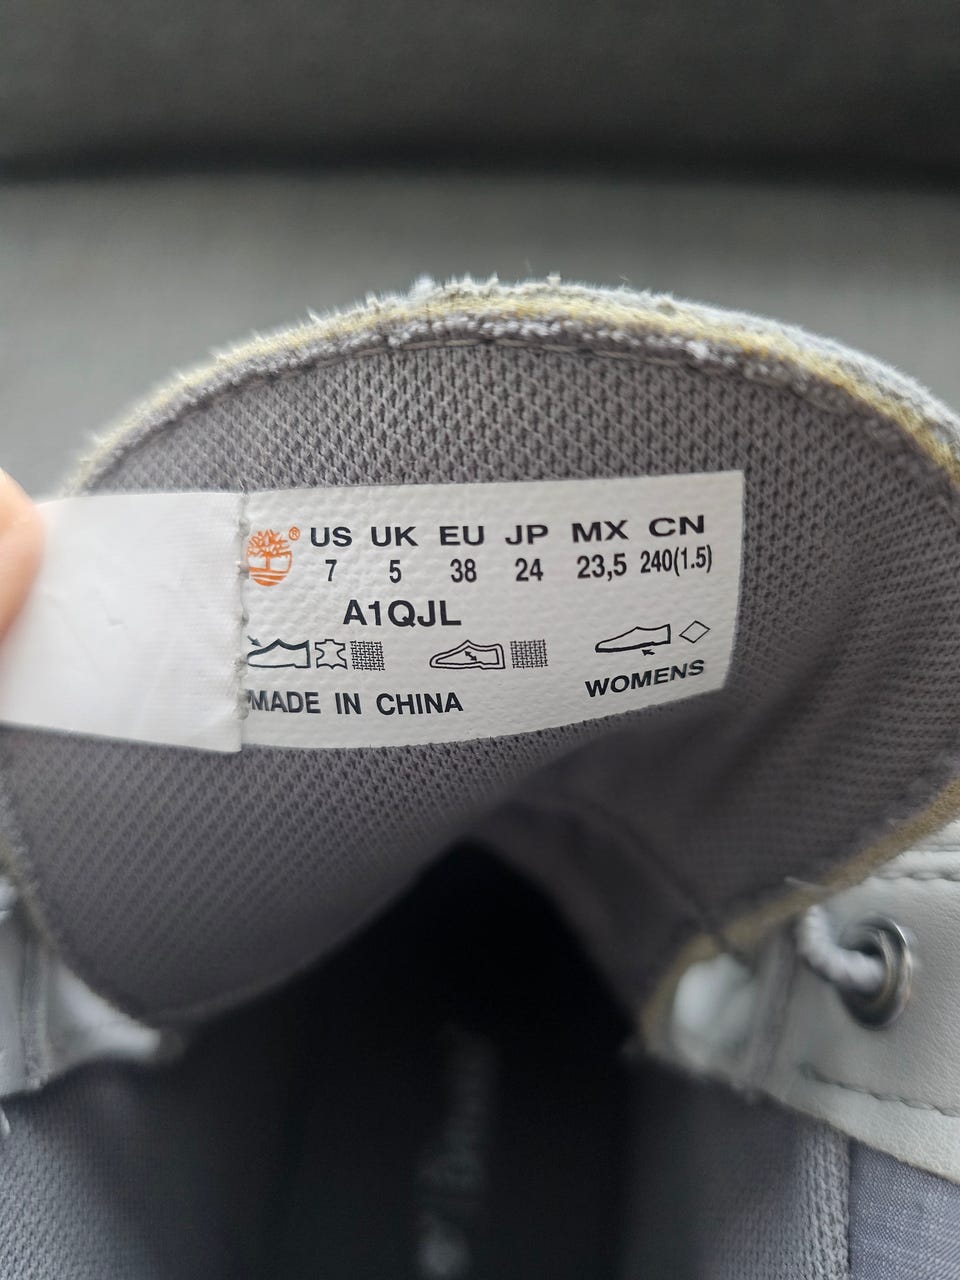 ® US UK EU JP MX CN
7 5 38 24 23,5 240(1.5)
A1QJL
MADE IN CHINA WOMENS